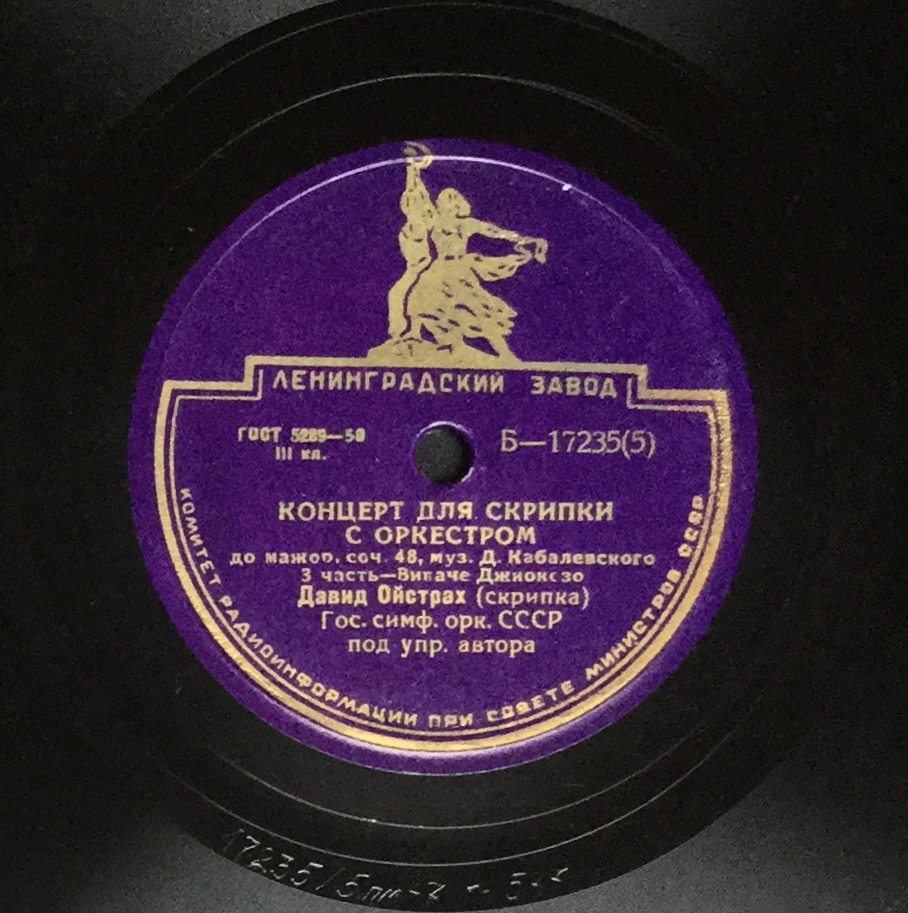 ЛЕНИНГРАДСКИЙ ЗАВОД
ГОСТ 5289—50
III кл.
Б—17235(5)
КОНЦЕРТ ДЛЯ СКРИПКИ
С ОРКЕСТРОМ
до мажор, соч. 48, муз. Д. Кабалевского
3 часть—Виваче Джиокозо
Давид Ойстрах (скрипка)
Гос. симф. орк. СССР
под упр. автора
КОМИТЕТ РАДИОИНФОРМАЦИИ ПРИ СОВЕТЕ МИНИСТРОВ СССР
17235/5